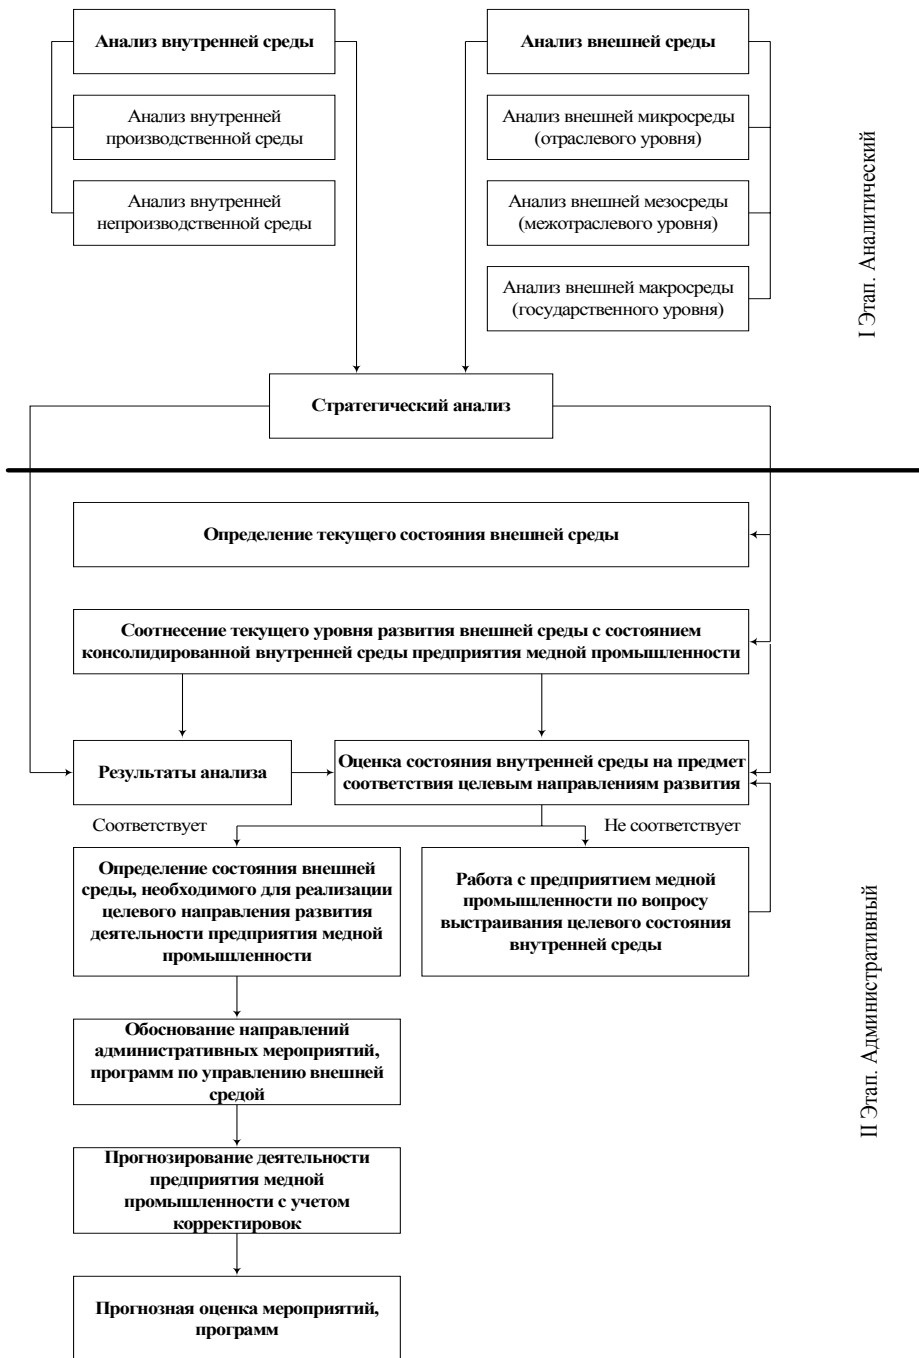 Анализ внутренней среды
Анализ внешней среды
Анализ внутренней
производственной среды
Анализ внешней микросреды
(отраслевого уровня)
Анализ внутренней
непроизводственной среды
Анализ внешней мезосреды
(межотраслевого уровня)
Анализ внешней макросреды
(государственного уровня)
I Этап. Аналитический
Стратегический анализ
Определение текущего состояния внешней среды
Соотнесение текущего уровня развития внешней среды с состоянием
консолидированной внутренней среды предприятия медной промышленности
Результаты анализа
Оценка состояния внутренней среды на предмет
соответствия целевым направлениям развития
Соответствует
Не соответствует
Определение состояния внешней
среды, необходимого для реализации
целевого направления развития
деятельности предприятия медной
промышленности
Работа с предприятием медной
промышленности по вопросу
выстраивания целевого состояния
внутренней среды
II Этап. Административный
Обоснование направлений
административных мероприятий,
программ по управлению внешней
средой
Прогнозирование деятельности
предприятия медной
промышленности с учетом
корректировок
Прогнозная оценка мероприятий,
программ